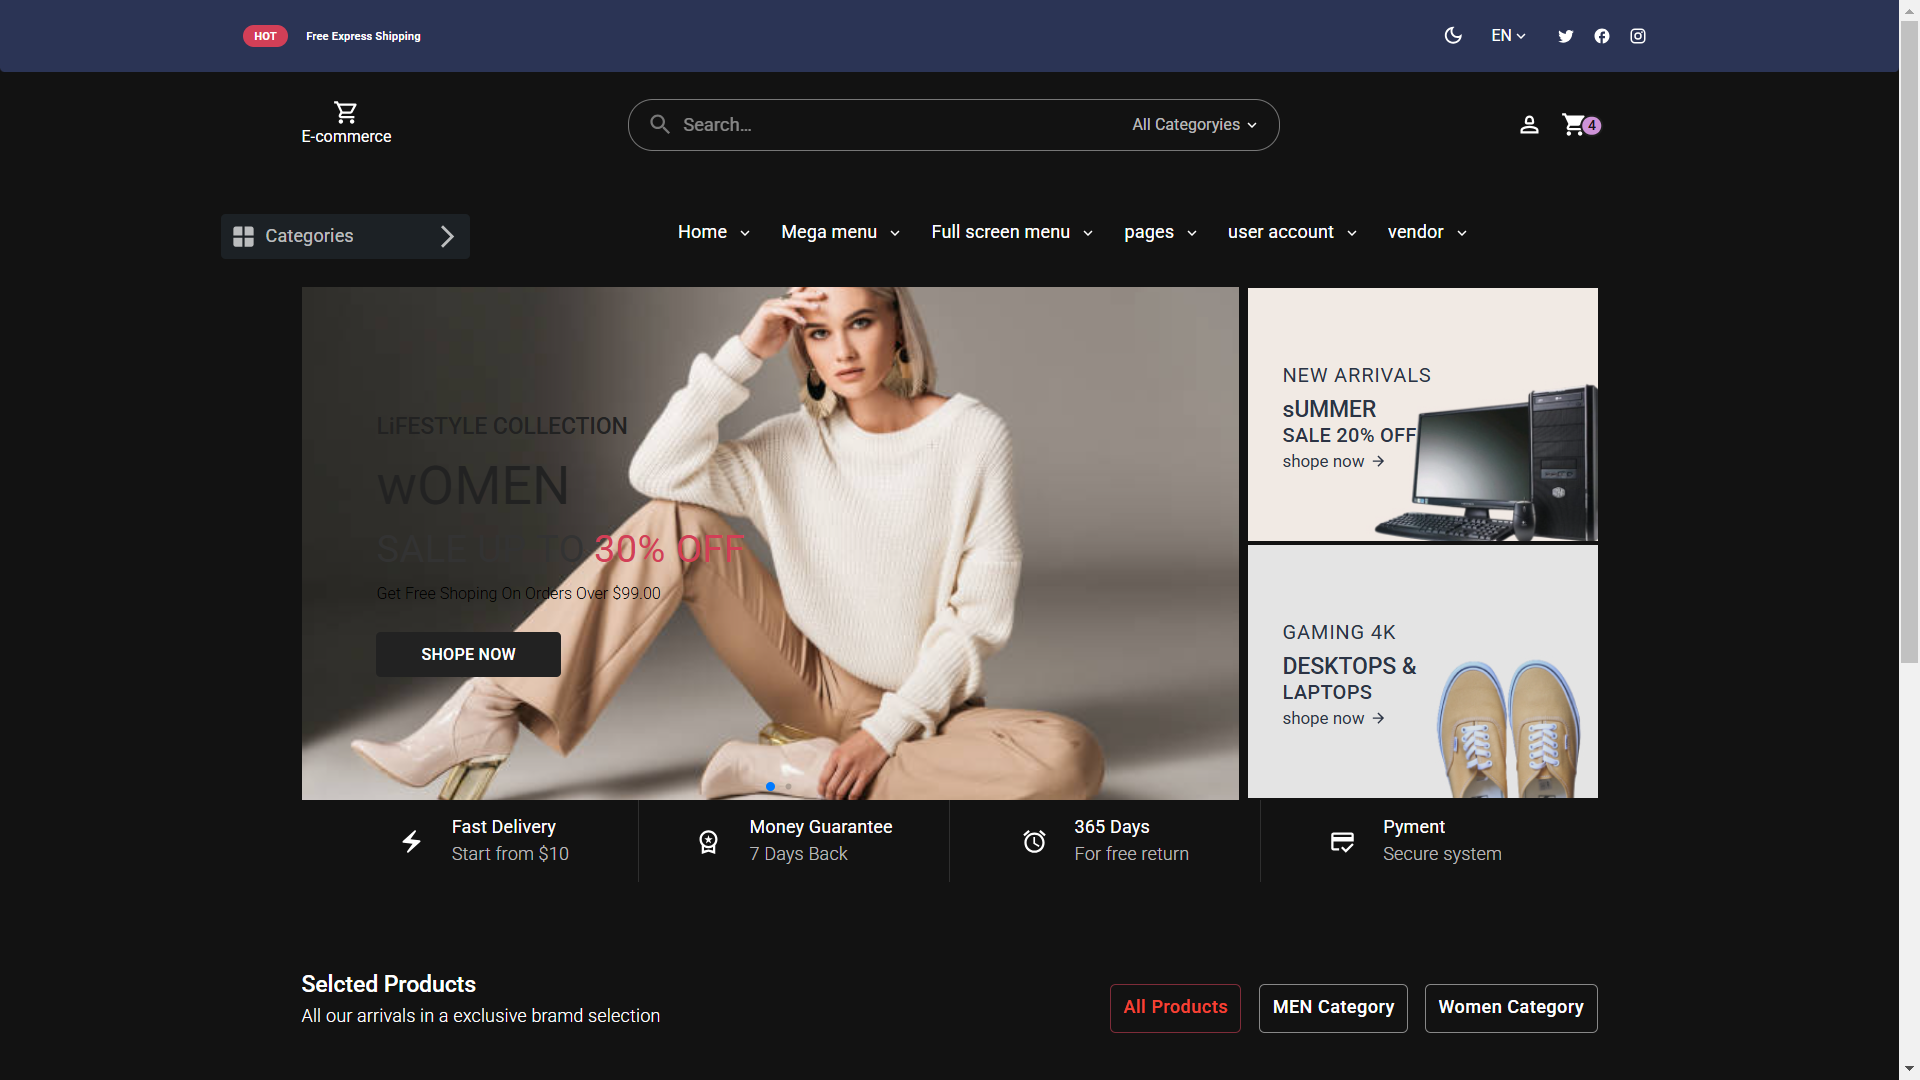 HOT Free Express Shipping EN
E-commerce
Search... All Categoryies
4
Categories
Home Mega menu Full screen menu pages user account vendor
LiFESTYLE COLLECTION
wOMEN
SALE UP TO 30% OFF
Get Free Shoping On Orders Over $99.00
SHOPE NOW
NEW ARRIVALS
sUMMER
SALE 20% OFF
shope now
GAMING 4K
DESKTOPS &
LAPTOPS
shope now
Fast Delivery
Start from $10
Money Guarantee
7 Days Back
365 Days
For free return
Pyment
Secure system
Selcted Products
All our arrivals in a exclusive bramd selection
All Products MEN Category Women Category